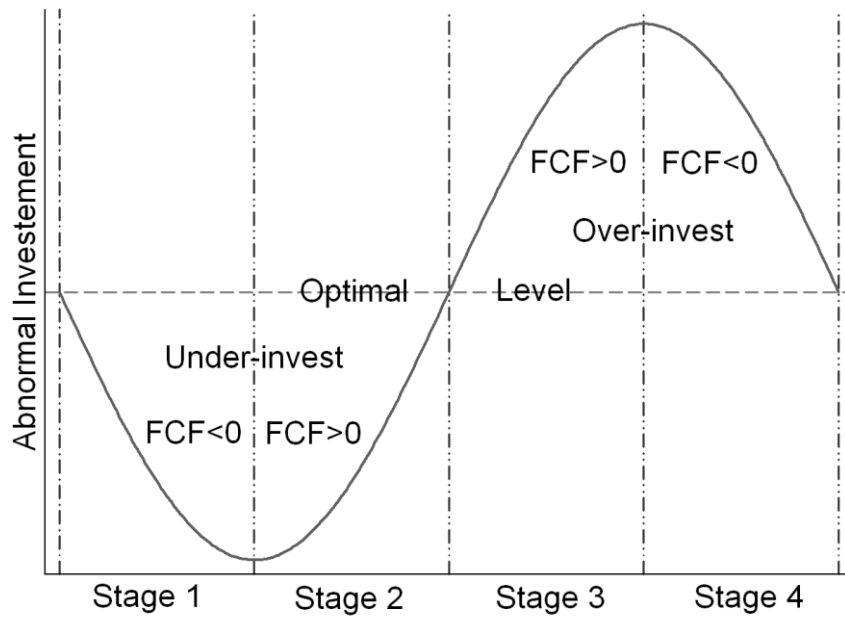 Abnormal Investement
FCF>0 FCF<0
Over-invest
Optimal Level
Under-invest
FCF<0 FCF>0
Stage 1 Stage 2 Stage 3 Stage 4